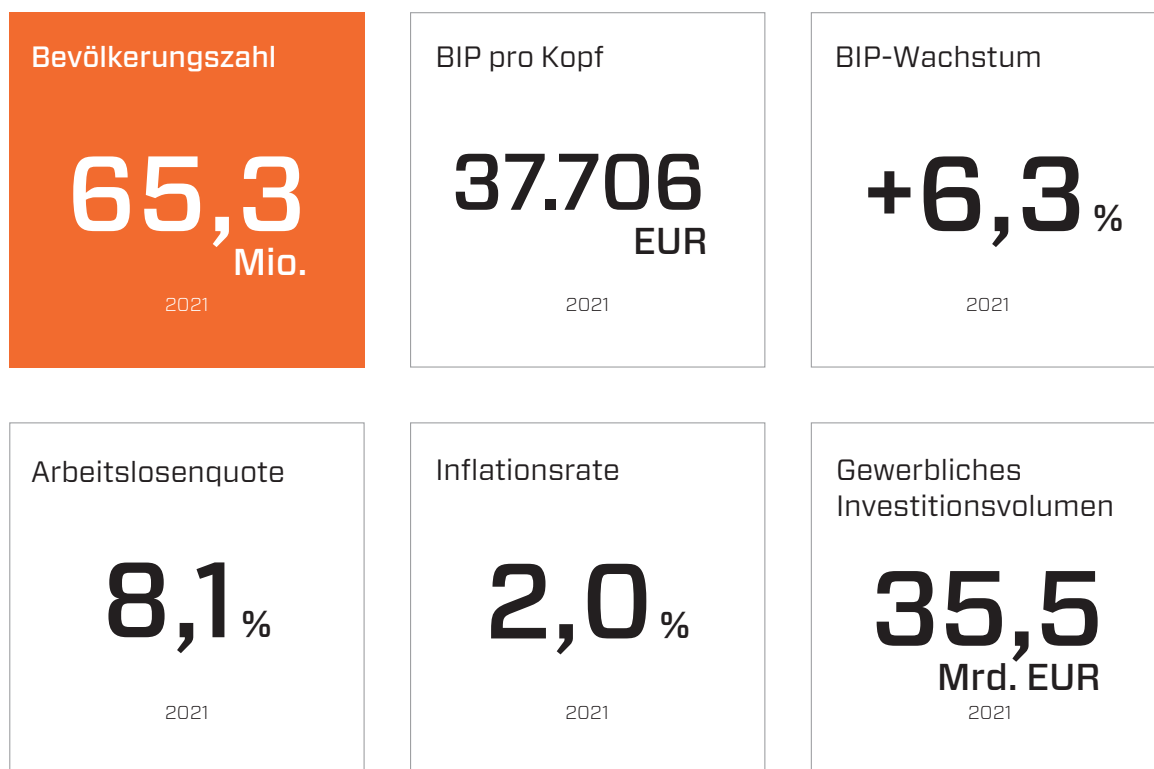 Bevölkerungszahl
65,3
Mio.
2021
BIP pro Kopf
37.706
EUR
2021
BIP-Wachstum
+6,3 %
2021
Arbeitslosenquote
8,1 %
2021
Inflationsrate
2,0 %
2021
Gewerbliches
Investitionsvolumen
35,5
Mrd. EUR
2021